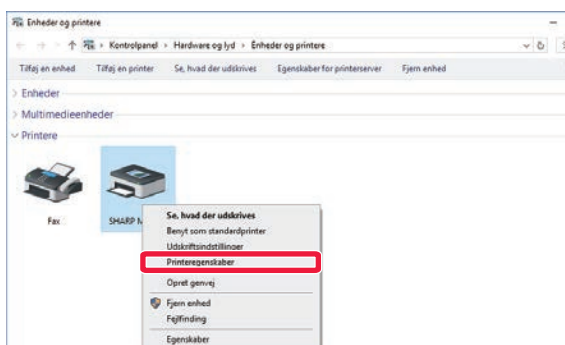 Enheder og printere
Kontrolpanel > Hardware og lyd > Enheder og printere
Tilføj en enhed Tilføj en printer Se, hvad der udskrives Egenskaber for printerserver Fjern enhed
Enheder
Multimedieenheder
Printere
Fax
SHARP
Se, hvad der udskrives
Benyt som standardprinter
Udskriftsindstillinger
Printeregenskaber
Opret genvej
Fjern enhed
Fejlfinding
Egenskaber